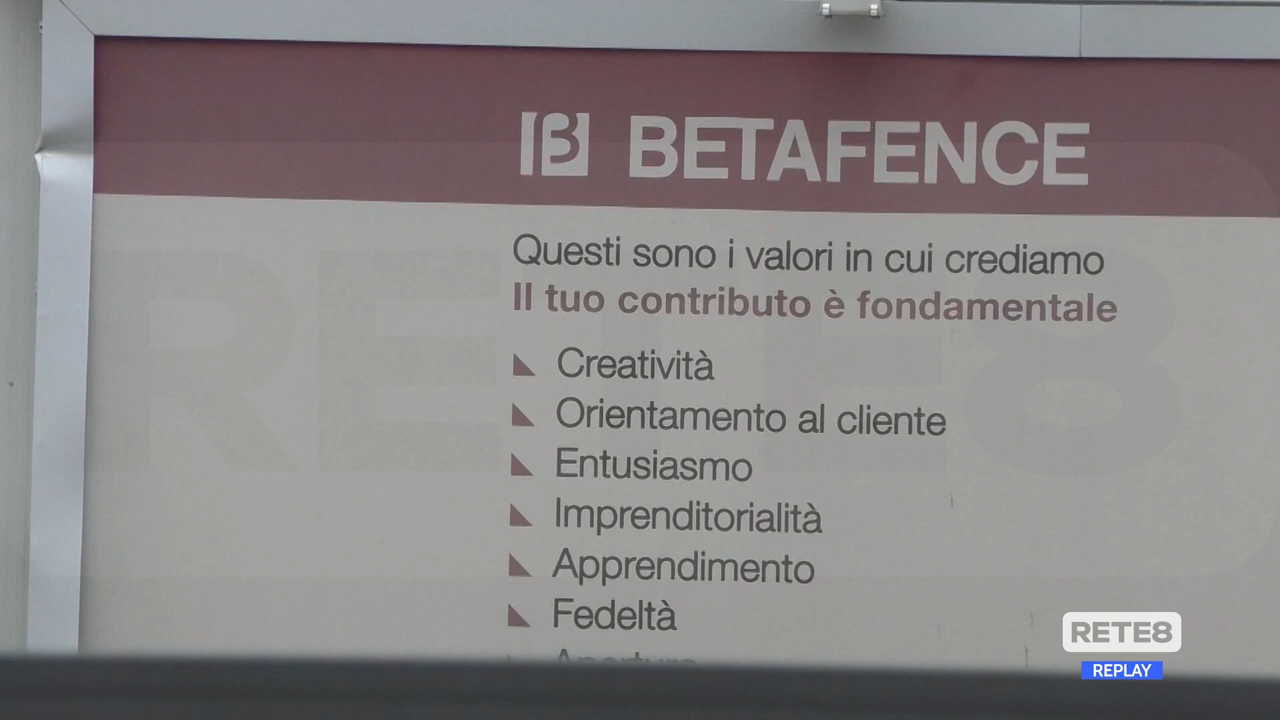 BETAFENCE
Questi sono i valori in cui crediamo
Il tuo contributo è fondamentale
Creatività
Orientamento al cliente
Entusiasmo
Imprenditorialità
Apprendimento
Fedeltà
RETE8
REPLAY